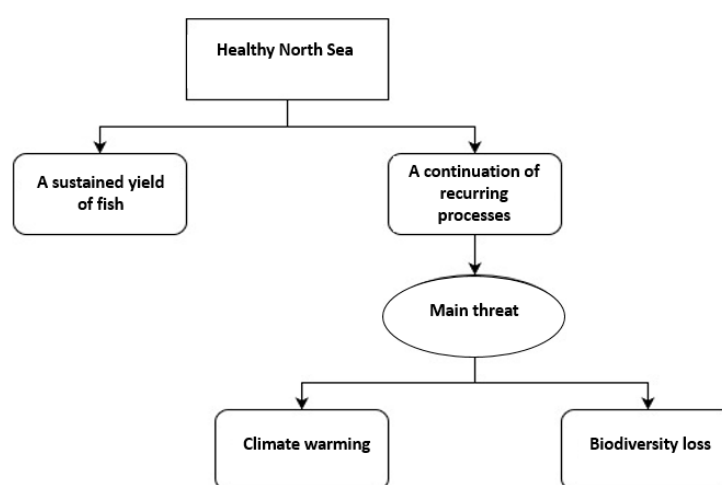 Healthy North Sea
A sustained yield
of fish
A continuation of
recurring
processes
Main threat
Climate warming
Biodiversity loss